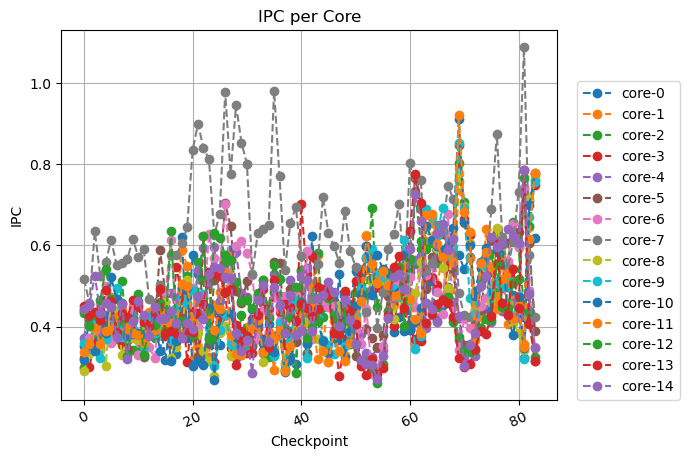 IPC per Core
IPC
1.0
0.8
0.6
0.4
0
20
40
60
80
Checkpoint
core-0
core-1
core-2
core-3
core-4
core-5
core-6
core-7
core-8
core-9
core-10
core-11
core-12
core-13
core-14